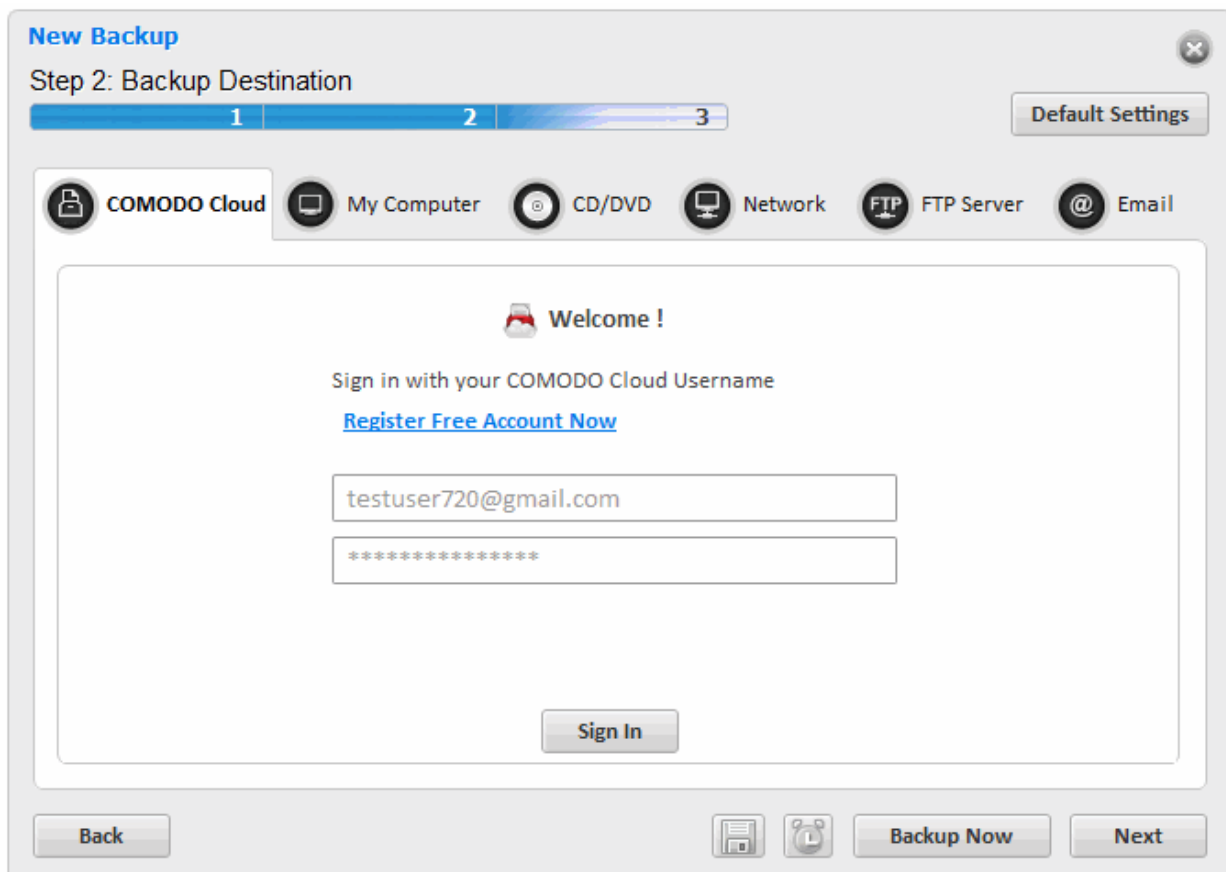 New Backup
Step 2: Backup Destination
1 2 3
Default Settings
COMODO Cloud My Computer CD/DVD Network FTP FTP Server @ Email
Welcome !
Sign in with your COMODO Cloud Username
Register Free Account Now
testuser720@gmail.com
***************
Sign In
Back Backup Now Next